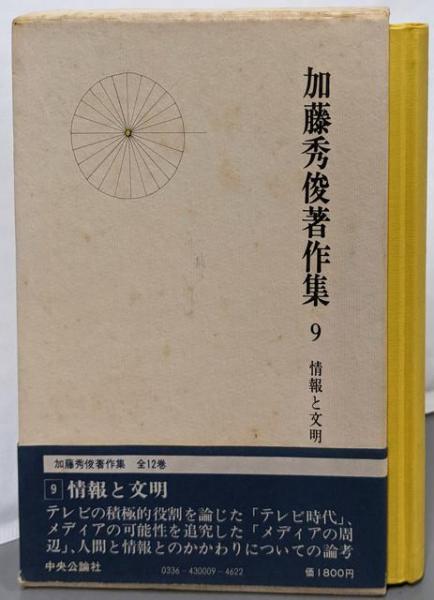 加藤秀俊著作集 9 情報と文明
加藤秀俊著作集 全12巻
9 情報と文明
テレビの積極的役割を論じた「テレビ時代」、
メディアの可能性を追究した「メディアの周
辺」、人間と情報とのかかわりについての論考
中央公論社 0336-430009-4622 価1800円